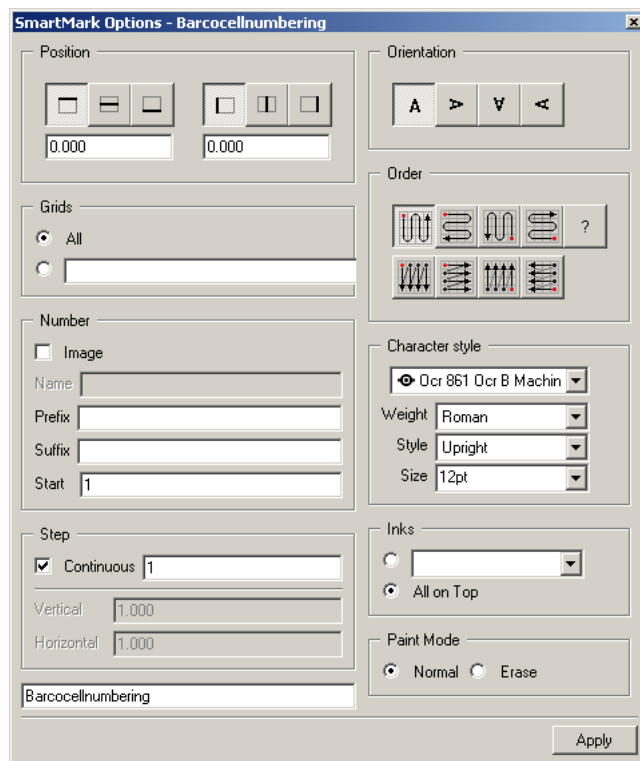 SmartMark Options - Barcocellnumbering
Position
0.000
0.000
Grids
All
Number
Image
Name
Prefix
Suffix
Start 1
Step
Continuous 1
Vertical 1.000
Horizontal 1.000
Barcocellnumbering
Orientation
A A A A
Order
?
Character style
Ocr 861 Ocr B Machin
Weight Roman
Style Upright
Size 12pt
Inks
All on Top
Paint Mode
Normal Erase
Apply